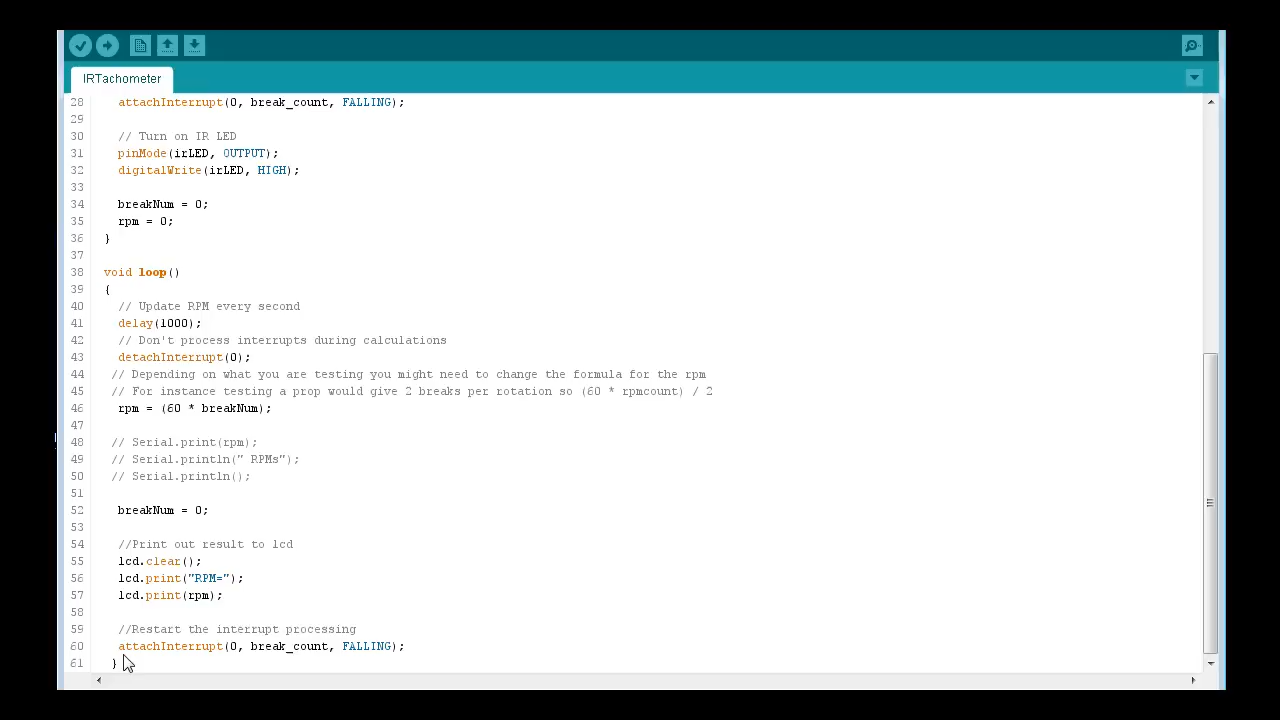 IRTachometer
28 attachInterrupt(0, break_count, FALLING);
29
30 // Turn on IR LED
31 pinMode(irLED, OUTPUT);
32 digitalWrite(irLED, HIGH);
33
34 breakNum = 0;
35 rpm = 0;
36 }
37
38 void loop()
39 {
40 // Update RPM every second
41 delay(1000);
42 // Don't process interrupts during calculations
43 detachInterrupt(0);
44 // Depending on what you are testing you might need to change the formula for the rpm
45 // For instance testing a prop would give 2 breaks per rotation so (60 * rpmcount) / 2
46 rpm = (60 * breakNum);
47
48 // Serial.print(rpm);
49 // Serial.println(" RPMs");
50 // Serial.println();
51
52 breakNum = 0;
53
54 //Print out result to lcd
55 lcd.clear();
56 lcd.print("RPM=");
57 lcd.print(rpm);
58
59 //Restart the interrupt processing
60 attachInterrupt(0, break_count, FALLING);
61 }